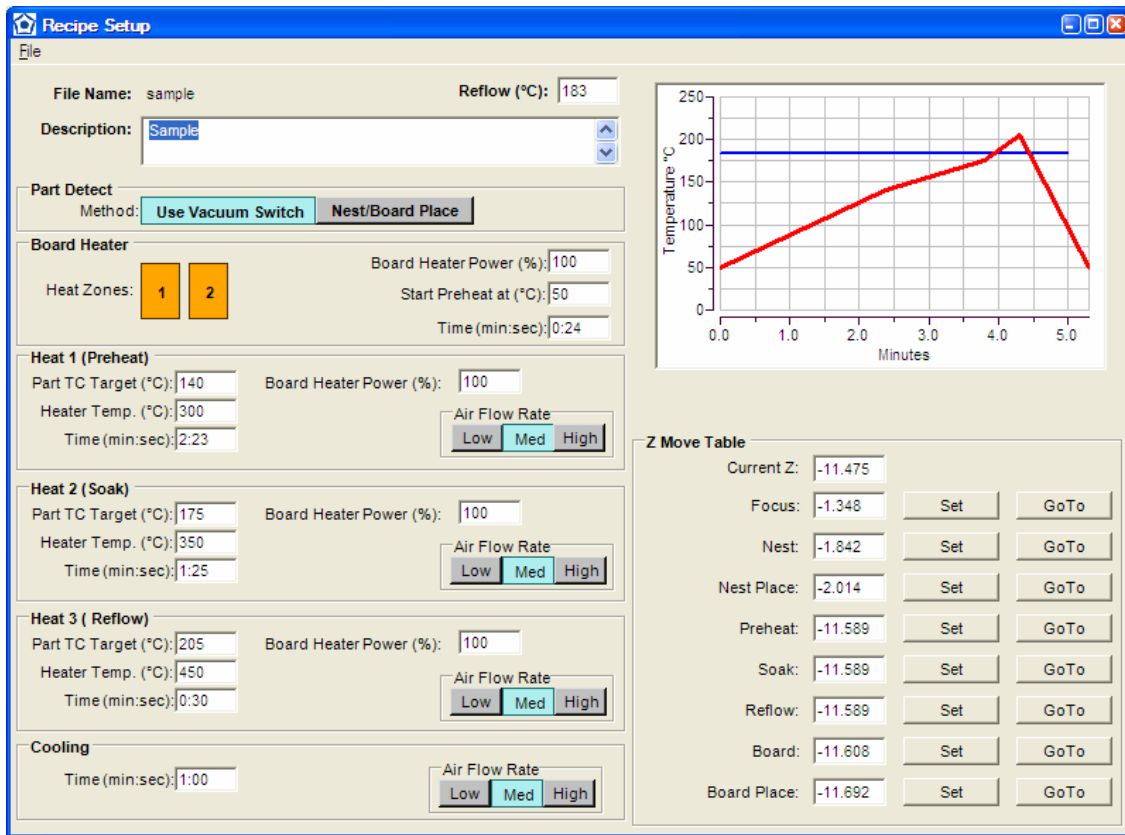 Recipe Setup
File
File Name: sample
Reflow (°C): 183
Description: Sample
Part Detect
Method: Use Vacuum Switch Nest/Board Place
Board Heater
Heat Zones: 1 2
Board Heater Power (%): 100
Start Preheat at (°C): 50
Time (min:sec): 0:24
Heat 1 (Preheat)
Part TC Target (°C): 140 Board Heater Power (%): 100
Heater Temp. (°C): 300
Time (min:sec): 2:23
Air Flow Rate
Low Med High
Heat 2 (Soak)
Part TC Target (°C): 175 Board Heater Power (%): 100
Heater Temp. (°C): 350
Time (min:sec): 1:25
Air Flow Rate
Low Med High
Heat 3 ( Reflow)
Part TC Target (°C): 205 Board Heater Power (%): 100
Heater Temp. (°C): 450
Time (min:sec): 0:30
Air Flow Rate
Low Med High
Cooling
Time (min:sec): 1:00
Air Flow Rate
Low Med High
Temperature °C
250
200
150
100
50
0
0.0 1.0 2.0 3.0 4.0 5.0
Minutes
Z Move Table
Current Z: -11.475
Focus: -1.348 Set GoTo
Nest: -1.842 Set GoTo
Nest Place: -2.014 Set GoTo
Preheat: -11.589 Set GoTo
Soak: -11.589 Set GoTo
Reflow: -11.589 Set GoTo
Board: -11.608 Set GoTo
Board Place: -11.692 Set GoTo